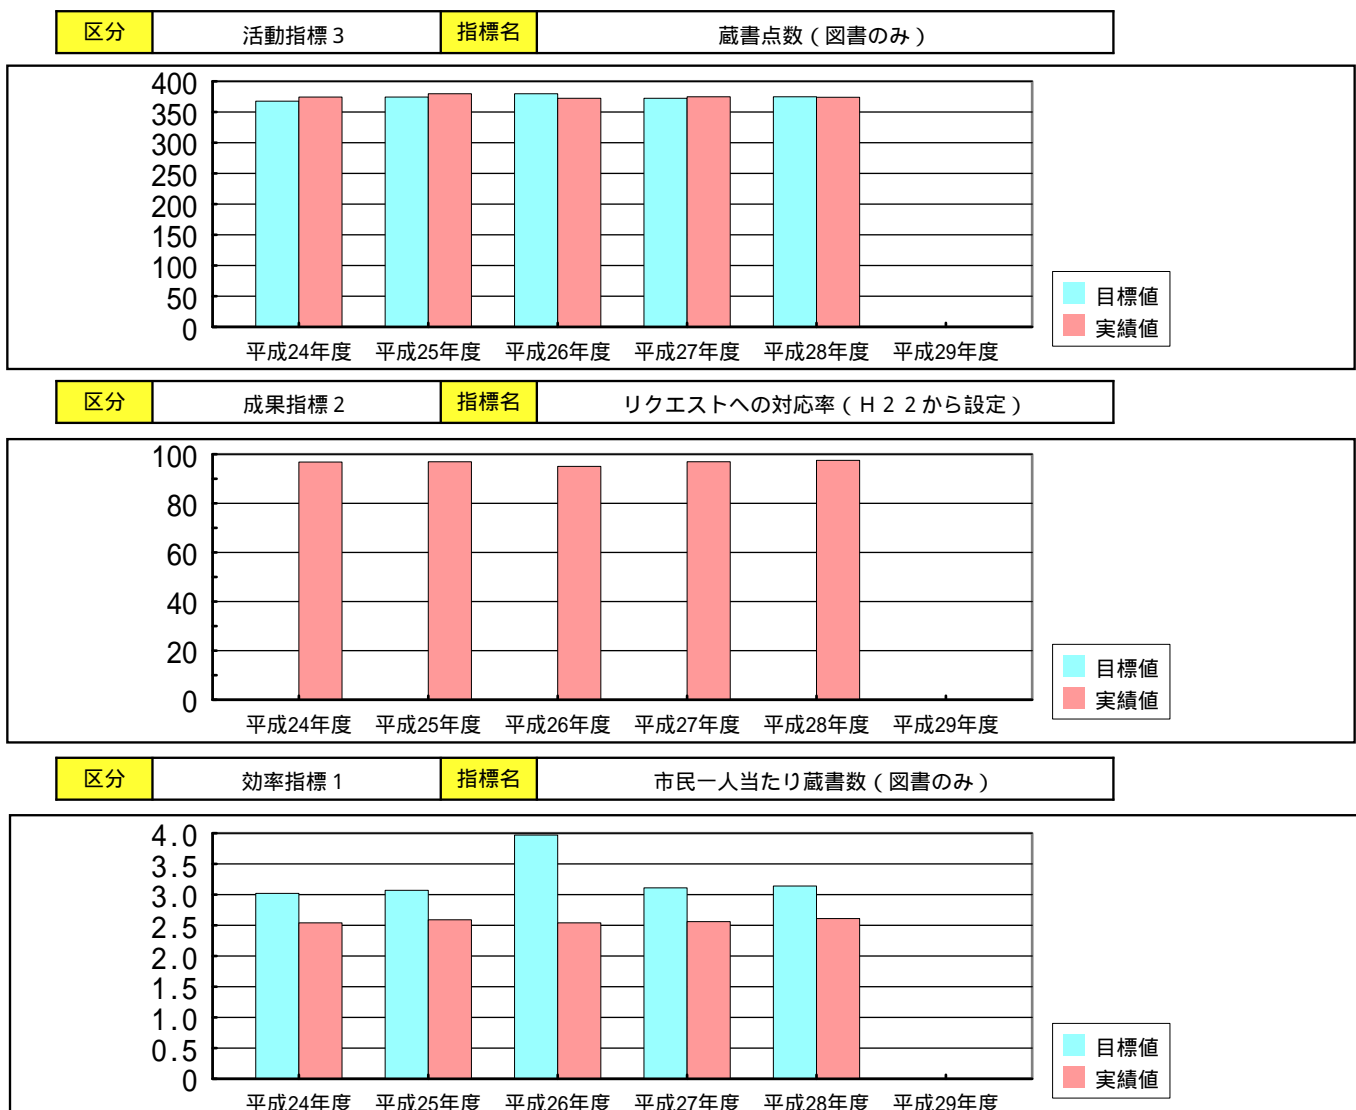 区分 活動指標3 指標名 蔵書点数(図書のみ)
400
350
300
250
200
150
100
50
0
平成24年度 平成25年度 平成26年度 平成27年度 平成28年度 平成29年度
目標値
実績値
区分 成果指標2 指標名 リクエストへの対応率(H22から設定)
100
80
60
40
20
0
平成24年度 平成25年度 平成26年度 平成27年度 平成28年度 平成29年度
目標値
実績値
区分 効率指標1 指標名 市民一人当たり蔵書数(図書のみ)
4.0
3.5
3.0
2.5
2.0
1.5
1.0
0.5
0
平成24年度 平成25年度 平成26年度 平成27年度 平成28年度 平成29年度
目標値
実績値